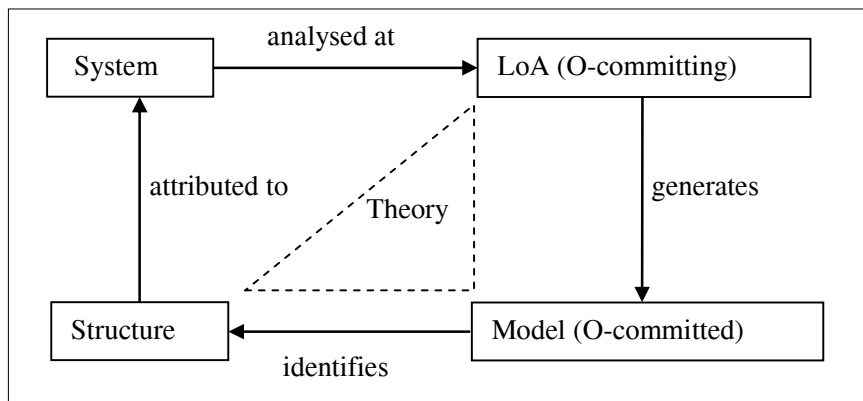 analysed at
System
LoA (O-committing)
attributed to
Theory
generates
Structure
Model (O-committed)
identifies